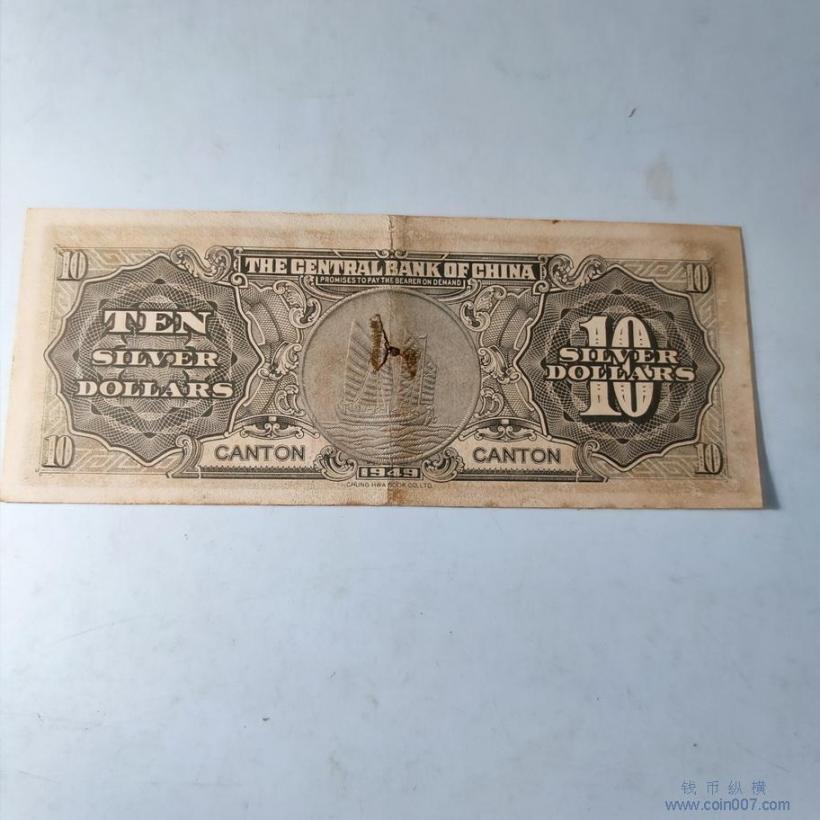 THE CENTRAL BANK OF CHINA
PROMISES TO PAY THE BEARER ON DEMAND
10
10
TEN
SILVER
DOLLARS
10
SILVER
DOLLARS
CANTON
CANTON
10
10
1949
CHUNG HWA BOOK CO., LTD.
钱币纵横
www.coin007.com